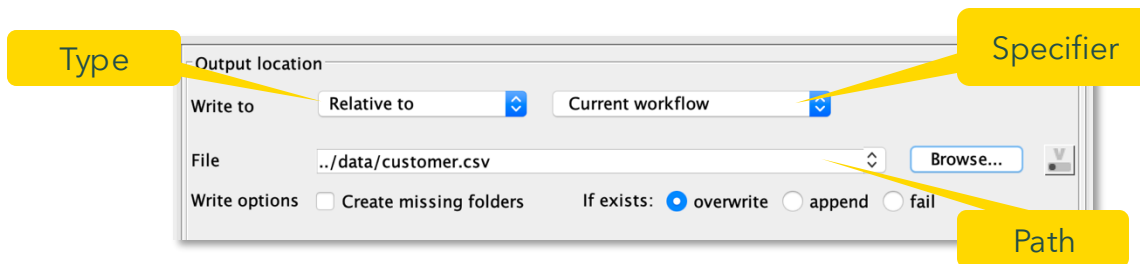 Type
Specifier
Output location
Write to
Relative to
Current workflow
File
../data/customer.csv
Browse...
V
Write options
Create missing folders
If exists:
overwrite
append
fail
Path